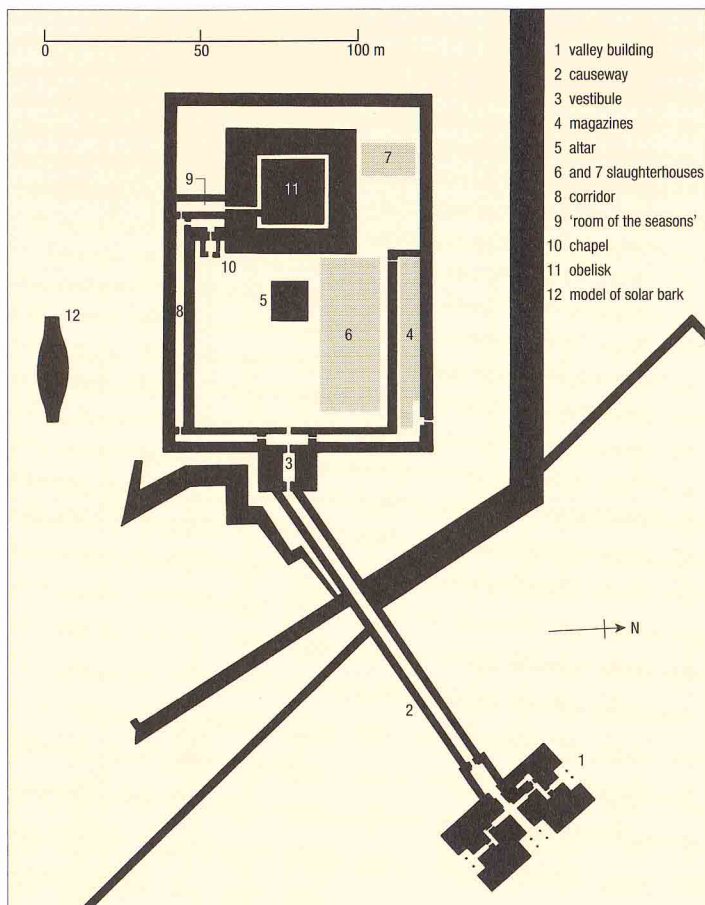 0 50 100 m
1 valley building
2 causeway
3 vestibule
4 magazines
5 altar
6 and 7 slaughterhouses
8 corridor
9 ‘room of the seasons’
10 chapel
11 obelisk
12 model of solar bark
7
9
11
10
5
12
8
6
4
3
N
2
1